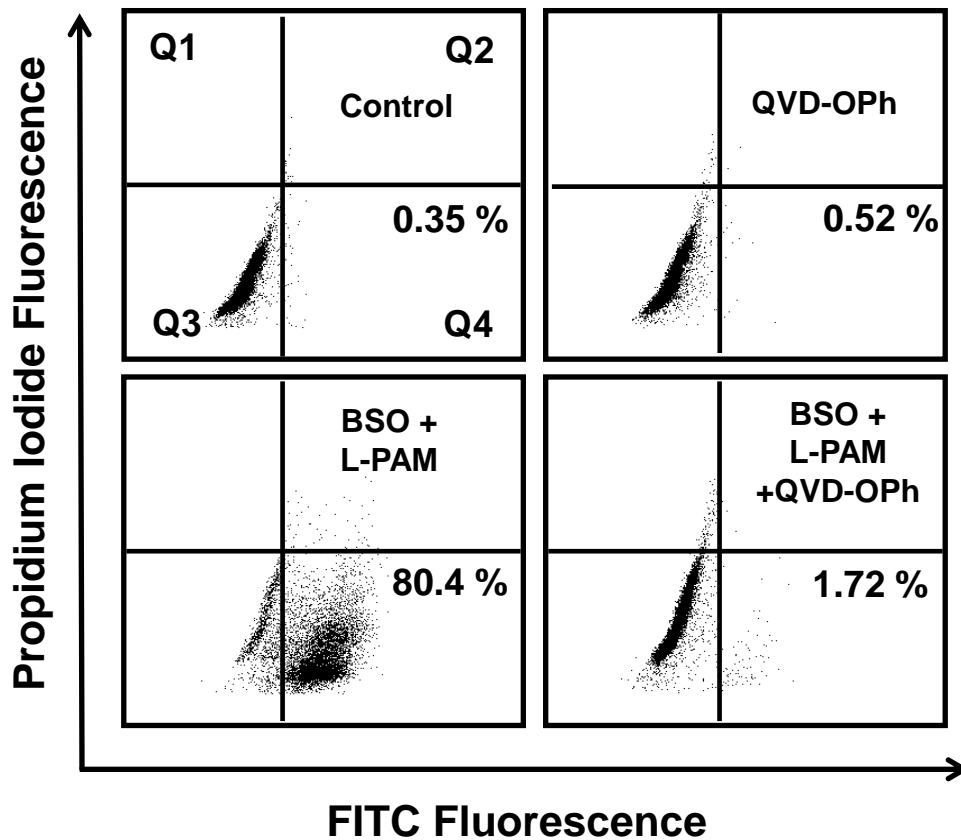 Propidium Iodide Fluorescence
Q1
Q2
Control
0.35 %
Q3
Q4
QVD-OPh
0.52 %
BSO +
L-PAM
80.4 %
BSO +
L-PAM
+QVD-OPh
1.72 %
FITC Fluorescence